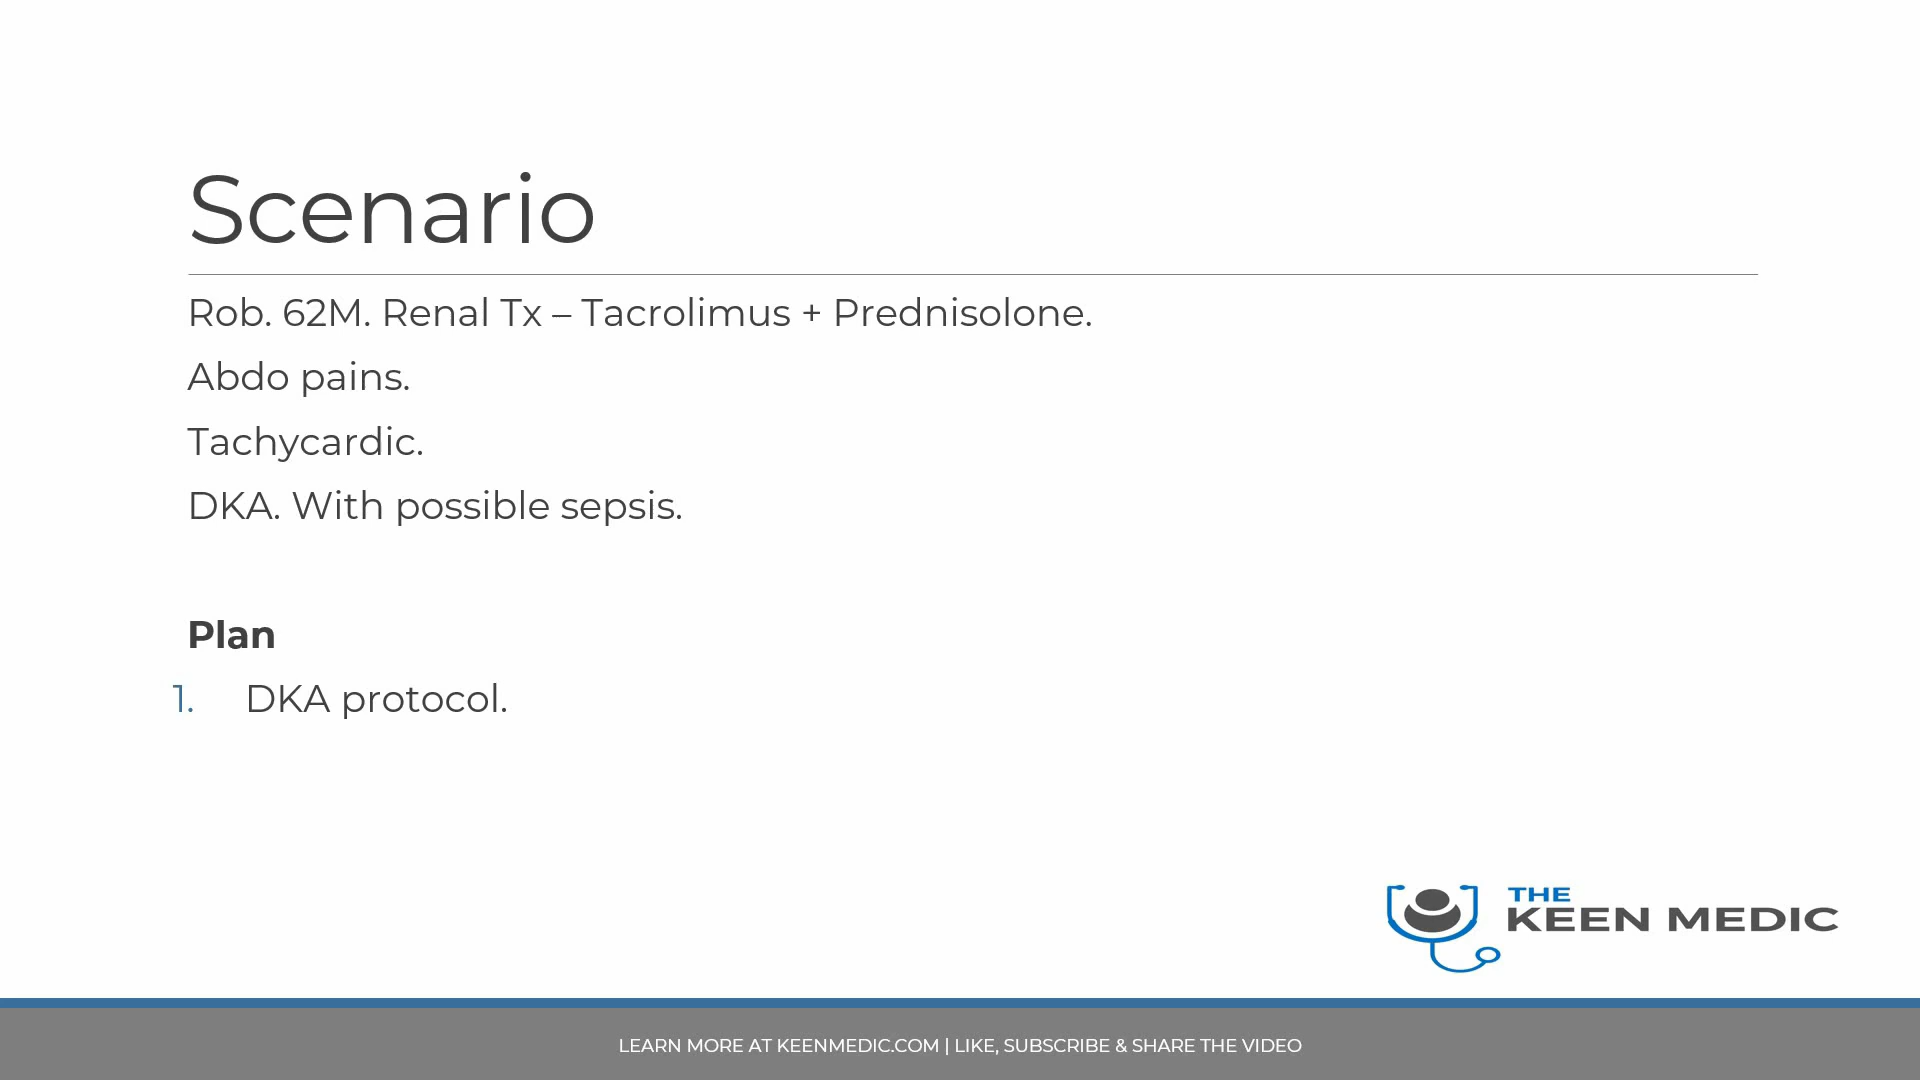 Scenario
Rob. 62M. Renal Tx – Tacrolimus + Prednisolone.
Abdo pains.
Tachycardic.
DKA. With possible sepsis.
Plan
1. DKA protocol.
THE
KEEN MEDIC
LEARN MORE AT KEENMEDIC.COM | LIKE, SUBSCRIBE & SHARE THE VIDEO